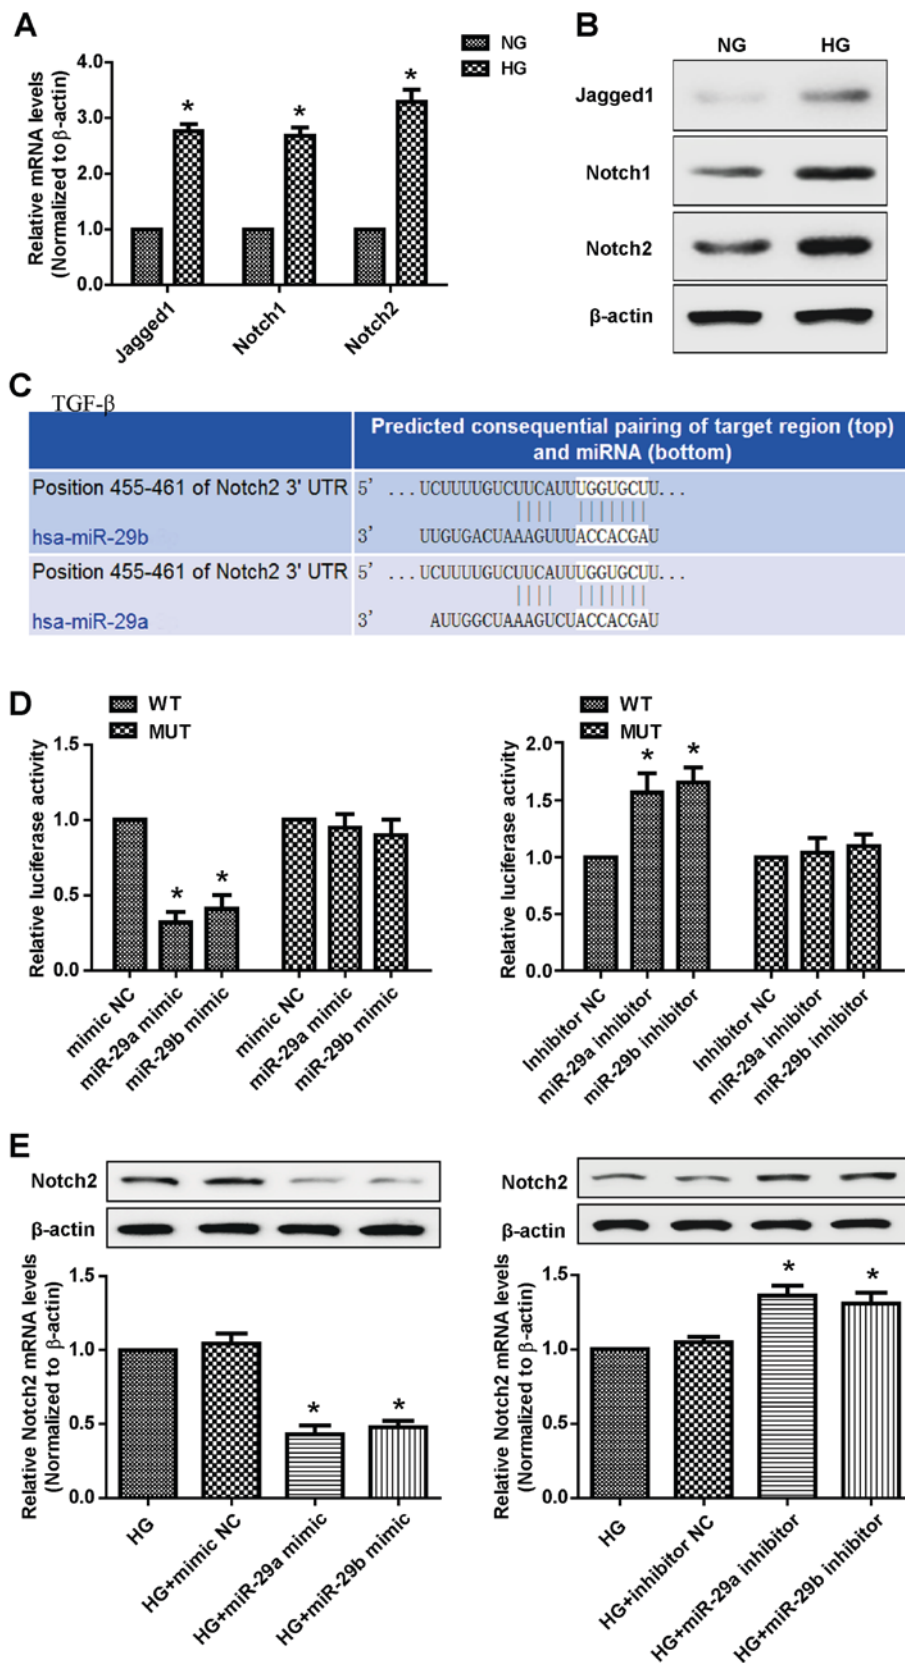 A
NG
HG
Relative mRNA levels
(Normalized to β-actin)
4.0
3.0
2.0
1.0
0.0
*
*
*
Jagged1
Notch1
Notch2
B
NG
HG
Jagged1
Notch1
Notch2
β-actin
C
TGF-β
Predicted consequential pairing of target region (top)
and miRNA (bottom)
Position 455-461 of Notch2 3' UTR 5' ...UCUUUUGUCUUCAUUUGGUGCUU...
hsa-miR-29b 3' UUGUGACUAAAGUUUACCACGAU
Position 455-461 of Notch2 3' UTR 5' ...UCUUUUGUCUUCAUUUGGUGCUU...
hsa-miR-29a 3' AUUGGCUAAAGUCUACCACGAU
D
WT
MUT
Relative luciferase activity
1.5
1.0
0.5
0.0
*
*
mimic NC
miR-29a mimic
miR-29b mimic
mimic NC
miR-29a mimic
miR-29b mimic
WT
MUT
Relative luciferase activity
2.0
1.5
1.0
0.5
0.0
*
*
Inhibitor NC
miR-29a inhibitor
miR-29b inhibitor
Inhibitor NC
miR-29a inhibitor
miR-29b inhibitor
E
Notch2
β-actin
Relative Notch2 mRNA levels
(Normalized to β-actin)
1.5
1.0
0.5
0.0
*
*
HG
HG+mimic NC
HG+miR-29a mimic
HG+miR-29b mimic
Notch2
β-actin
Relative Notch2 mRNA levels
(Normalized to β-actin)
1.5
1.0
0.5
0.0
*
*
HG
HG+inhibitor NC
HG+miR-29a inhibitor
HG+miR-29b inhibitor